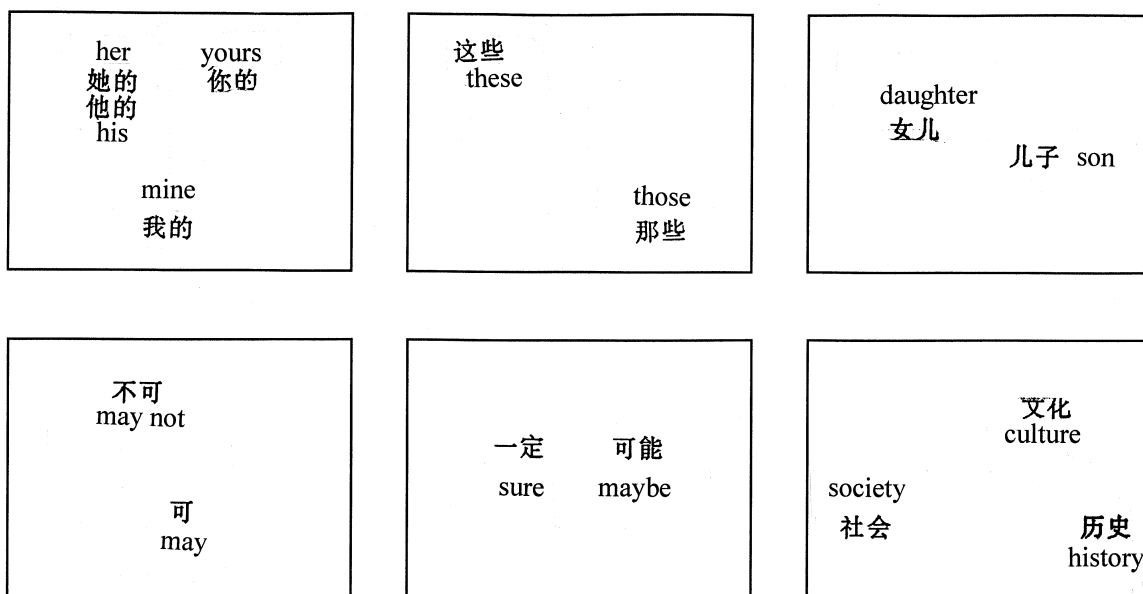 her yours
她的 你的
他的
his
mine
我的
这些
these
those
那些
daughter
女儿
儿子 son
不可
may not
可
may
一定 可能
sure maybe
文化
culture
society
社会
历史
history